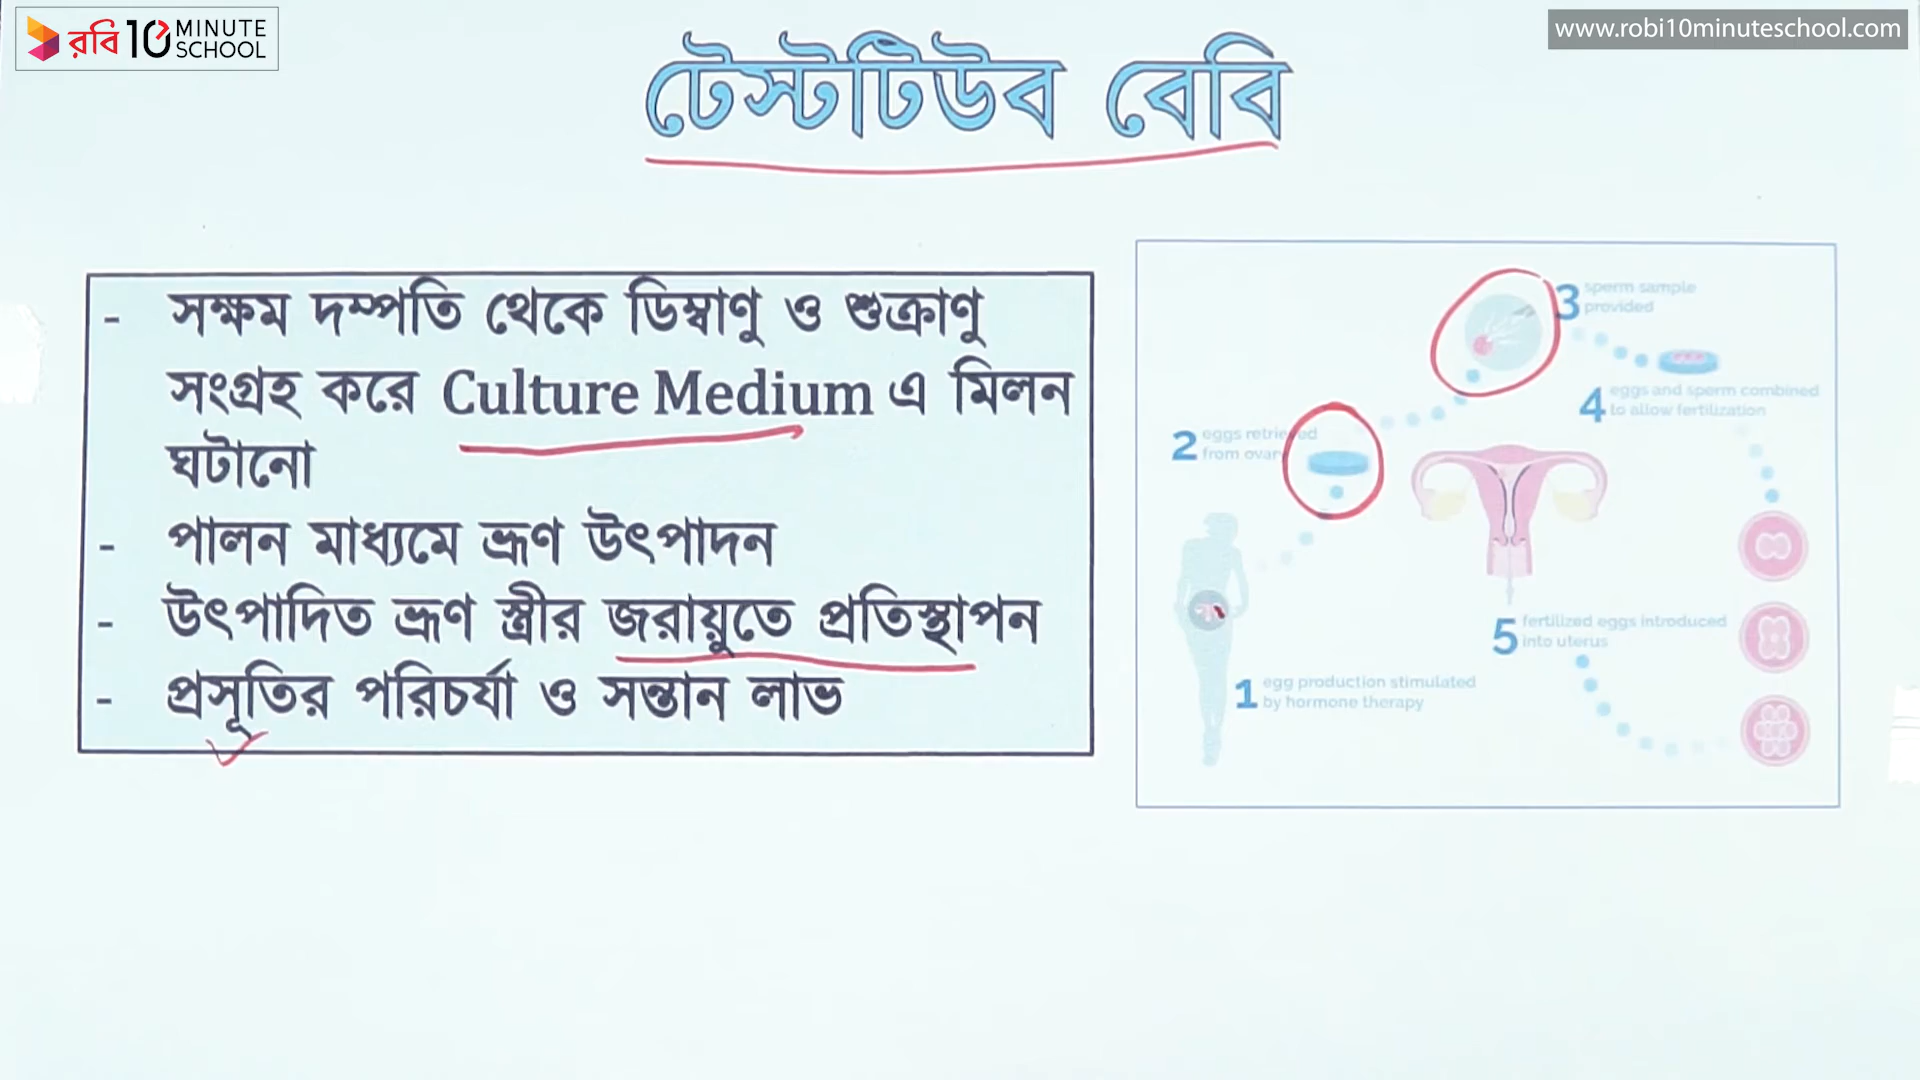 রবি 10 MINUTE SCHOOL
www.robi10minuteschool.com
টেস্টটিউব বেবি
- সক্ষম দম্পতি থেকে ডিম্বাণু ও শুক্রাণু
সংগ্রহ করে Culture Medium এ মিলন
ঘটানো
- পালন মাধ্যমে ভ্রূণ উৎপাদন
- উৎপাদিত ভ্রূণ স্ত্রীর জরায়ুতে প্রতিস্থাপন
- প্রসূতির পরিচর্যা ও সন্তান লাভ
3 sperm sample
provided
4 eggs and sperm combined
to allow fertilization
2 eggs retrieved
from ovary
5 fertilized eggs introduced
into uterus
1 egg production stimulated
by hormone therapy